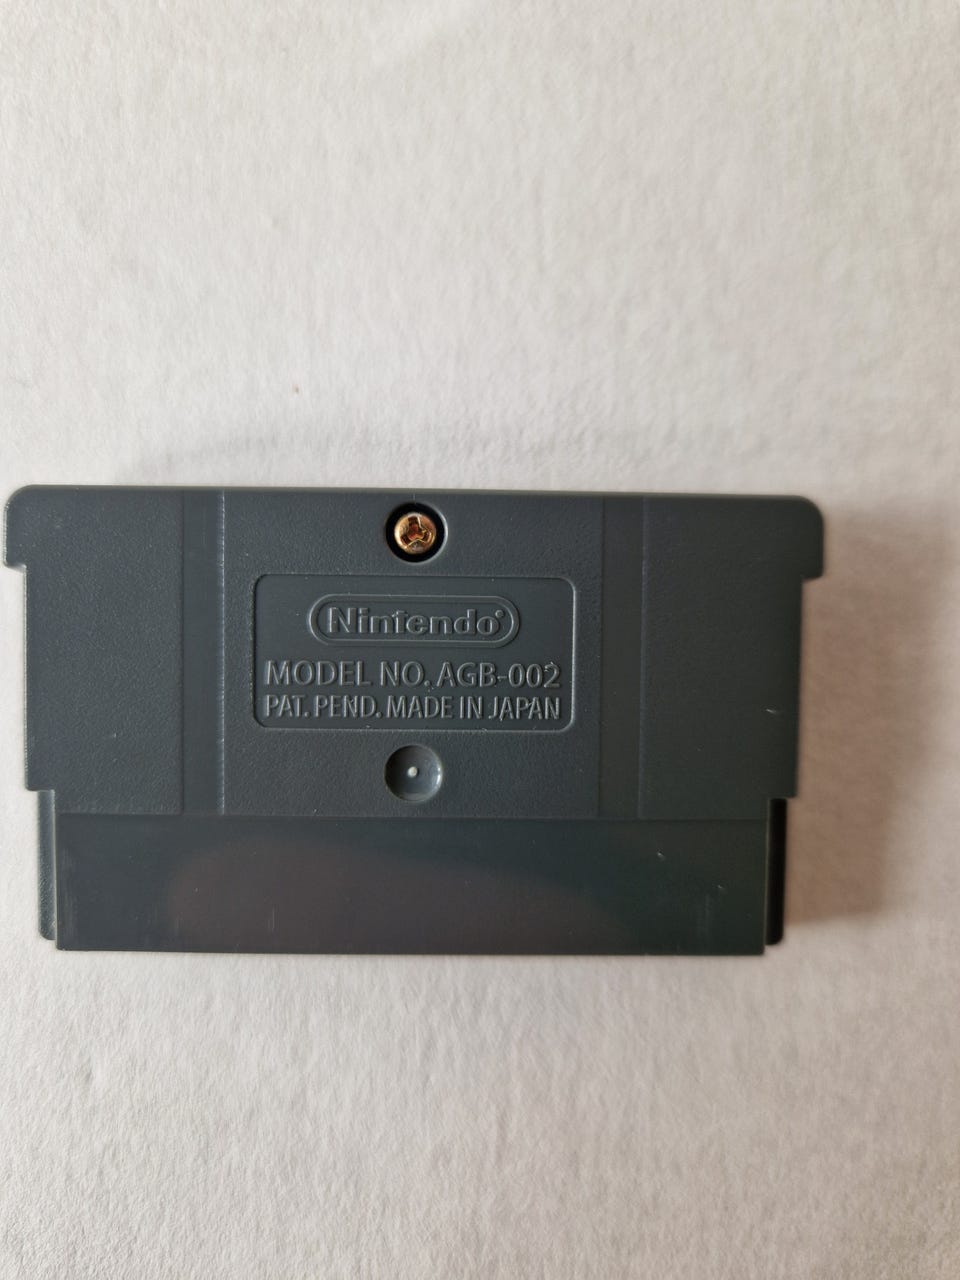 Nintendo®
MODEL NO. AGB-002
PAT. PEND. MADE IN JAPAN